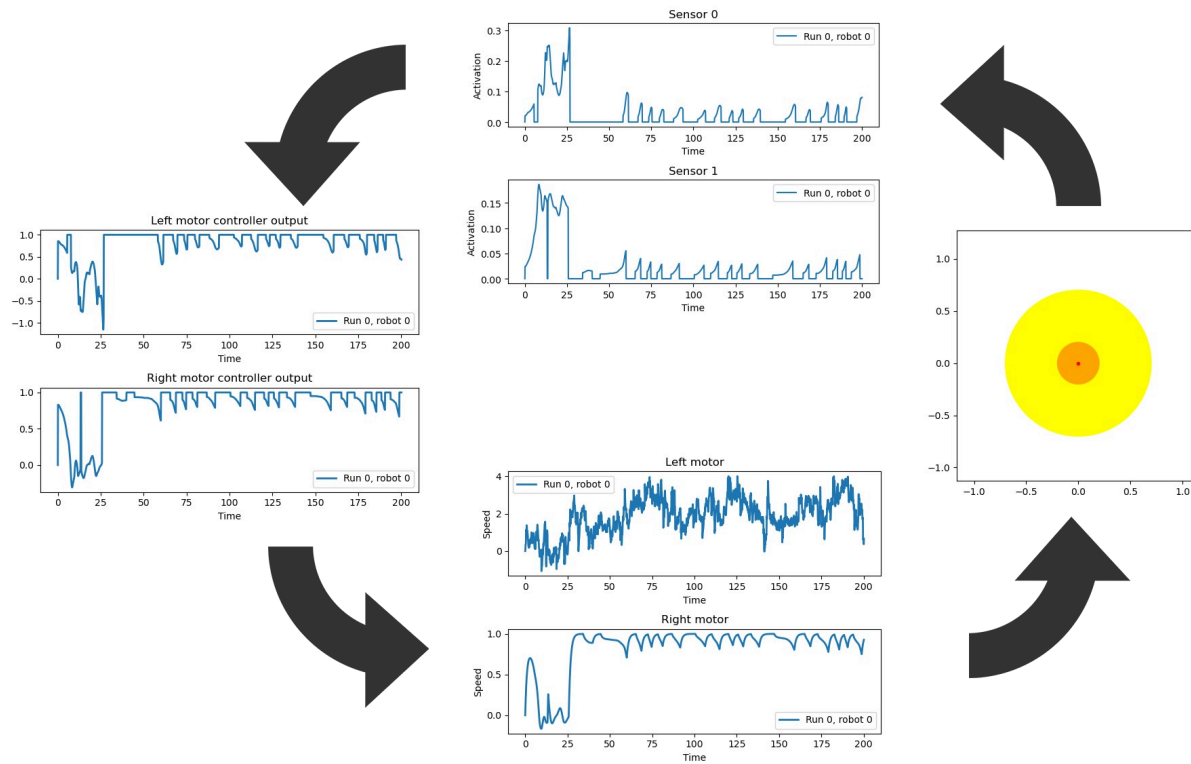 Sensor 0
0.3
0.2
0.1
0.0
Activation
Run 0, robot 0
0 25 50 75 100 125 150 175 200
Time
Sensor 1
0.15
0.10
0.05
0.00
Activation
Run 0, robot 0
0 25 50 75 100 125 150 175 200
Time
Left motor controller output
1.0
0.5
0.0
−0.5
−1.0
Run 0, robot 0
0 25 50 75 100 125 150 175 200
Time
Right motor controller output
1.0
0.5
0.0
Run 0, robot 0
0 25 50 75 100 125 150 175 200
Time
Left motor
4
2
0
Speed
Run 0, robot 0
0 25 50 75 100 125 150 175 200
Time
Right motor
1.0
0.5
0.0
Speed
Run 0, robot 0
0 25 50 75 100 125 150 175 200
Time
1.0
0.5
0.0
−0.5
−1.0
−1.0 −0.5 0.0 0.5 1.0